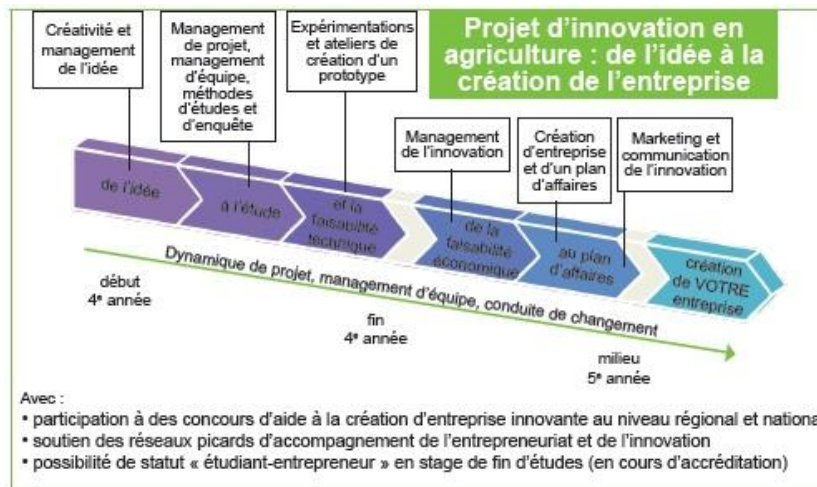 Projet d'innovation en
agriculture : de l'idée à la
création de l'entreprise
Créativité et
management
de l'idée
Management
de projet,
management
d'équipe,
méthodes
d'études et
d'enquête
Expérimentations
et ateliers de
création d'un
prototype
Management
de l'innovation
Création
d'entreprise
et d'un plan
d'affaires
Marketing et
communication
de l'innovation
de l'idée
à l'étude
et la
faisabilité
technique
de la
faisabilité
économique
au plan
d'affaires
création
de VOTRE
entreprise
Dynamique de projet, management d'équipe, conduite de changement
début
4e année
fin
4e année
milieu
5e année
Avec :
• participation à des concours d'aide à la création d'entreprise innovante au niveau régional et nationa
• soutien des réseaux picards d'accompagnement de l'entrepreneuriat et de l'innovation
• possibilité de statut « étudiant-entrepreneur » en stage de fin d'études (en cours d'accréditation)